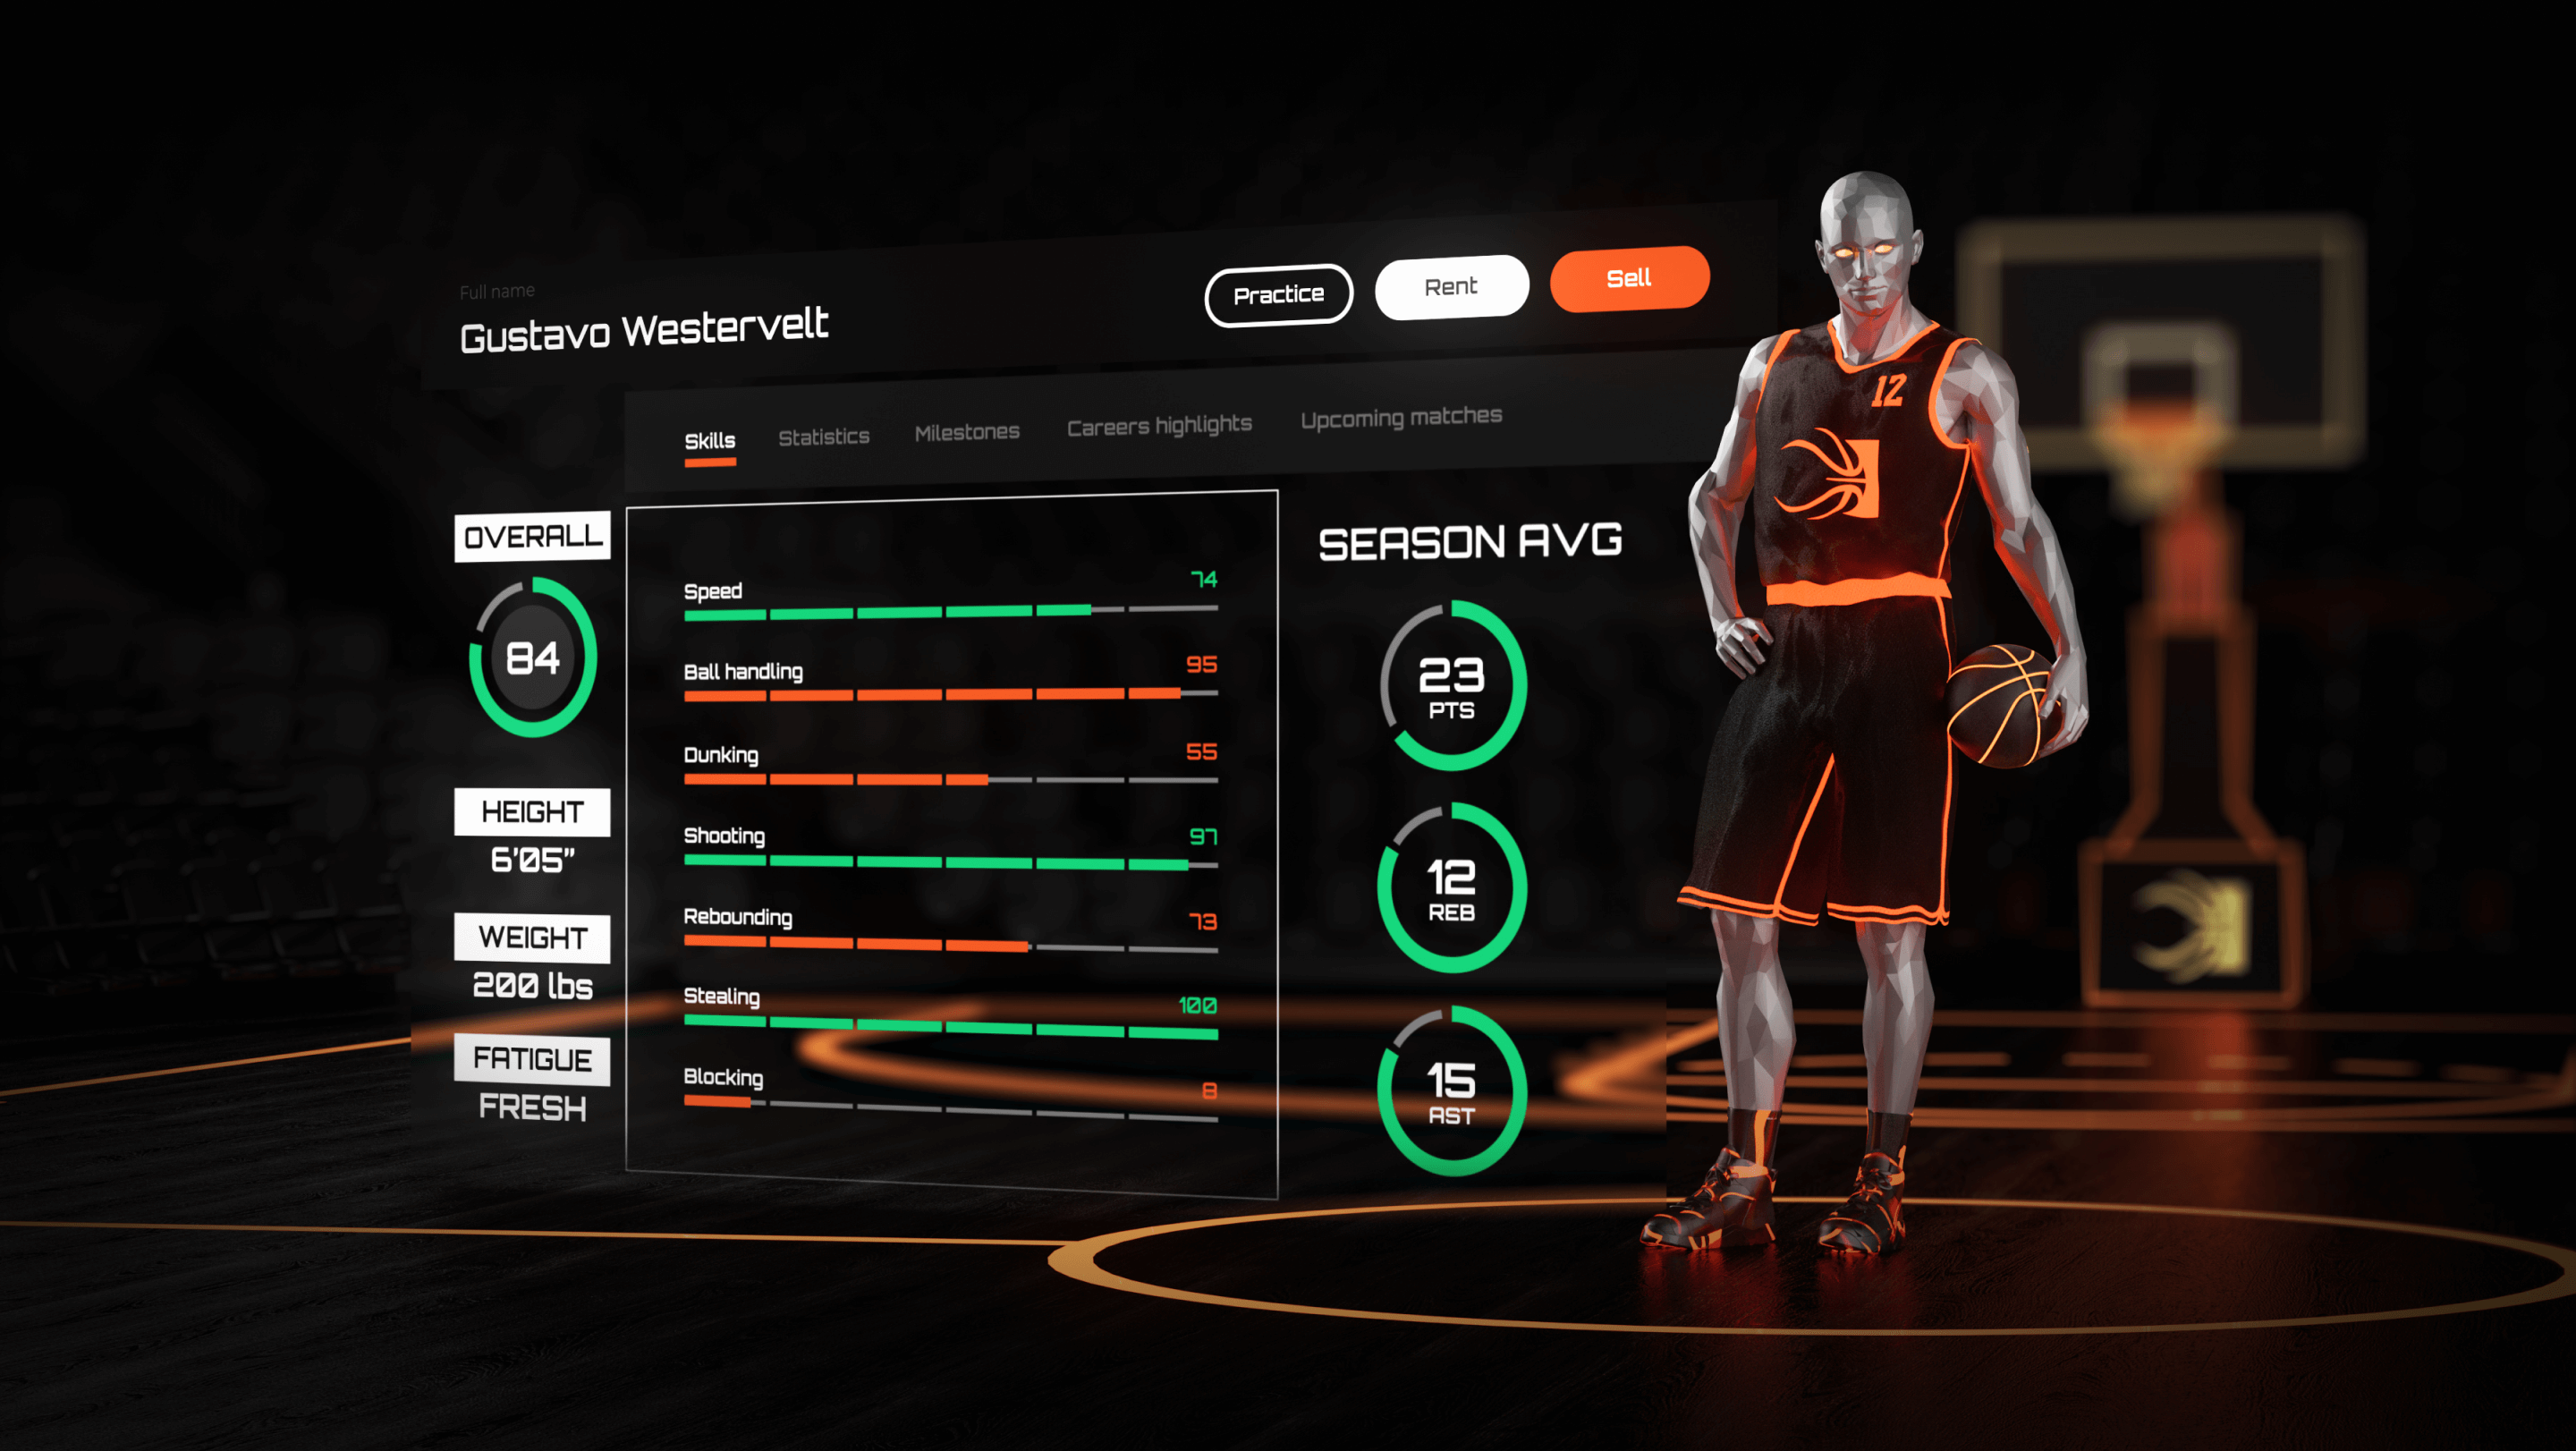 Full name
Gustavo Westervelt
Practice
Rent
Sell
Skills
Statistics
Milestones
Careers highlights
Upcoming matches
OVERALL
84
HEIGHT
6'05”
WEIGHT
200 lbs
FATIGUE
FRESH
Speed
74
Ball handling
95
Dunking
55
Shooting
97
Rebounding
73
Stealing
100
Blocking
8
SEASON AVG
23
PTS
12
REB
15
AST
12